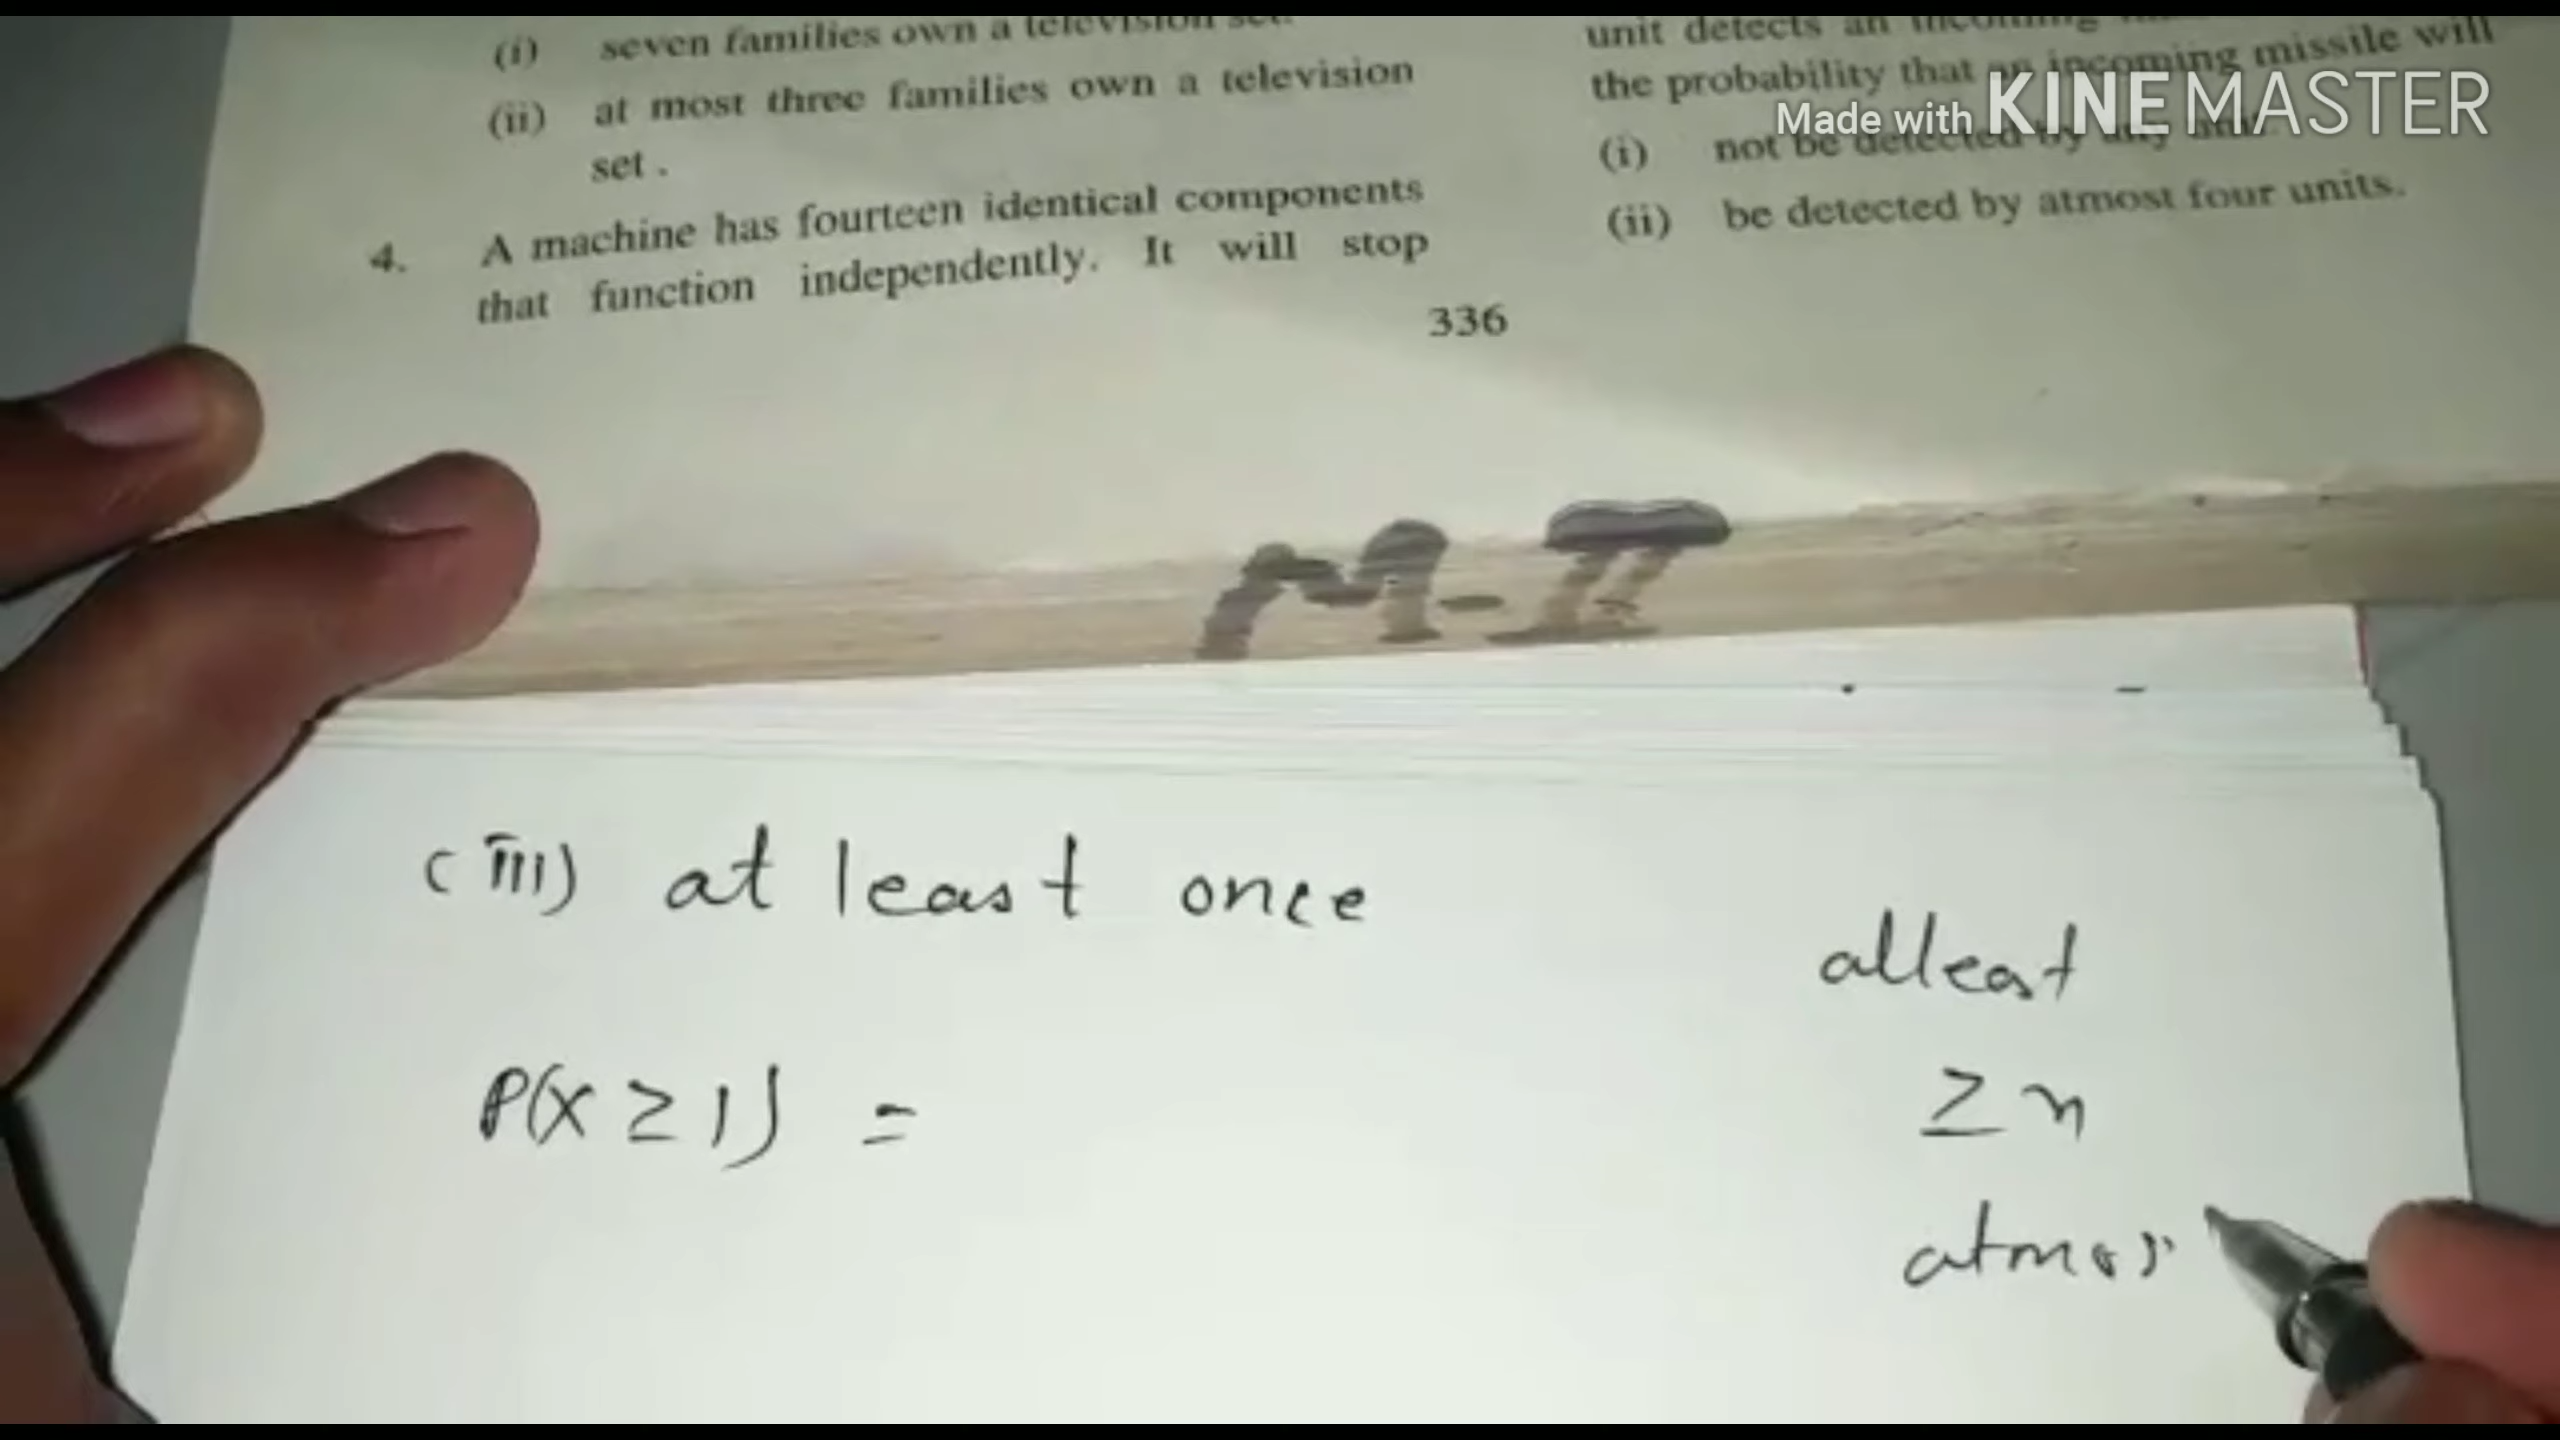 (i) seven families own a television set.
(ii) at most three families own a television
set .
4. A machine has fourteen identical components
that function independently. It will stop
unit detects an incoming
the probability that an incoming missile will
(i) not be detected by any unit.
(ii) be detected by atmost four units.
336
Made with KINEMASTER
M-II
(iii) at least once
P(X ≥ 1) =
atleast
≥ n
atmos